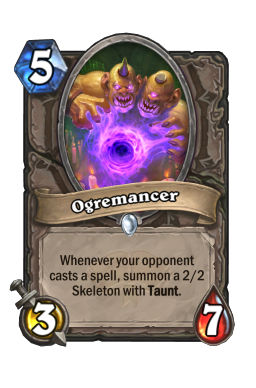 5
Ogremancer
Whenever your opponent
casts a spell, summon a 2/2
Skeleton with Taunt.
3
7